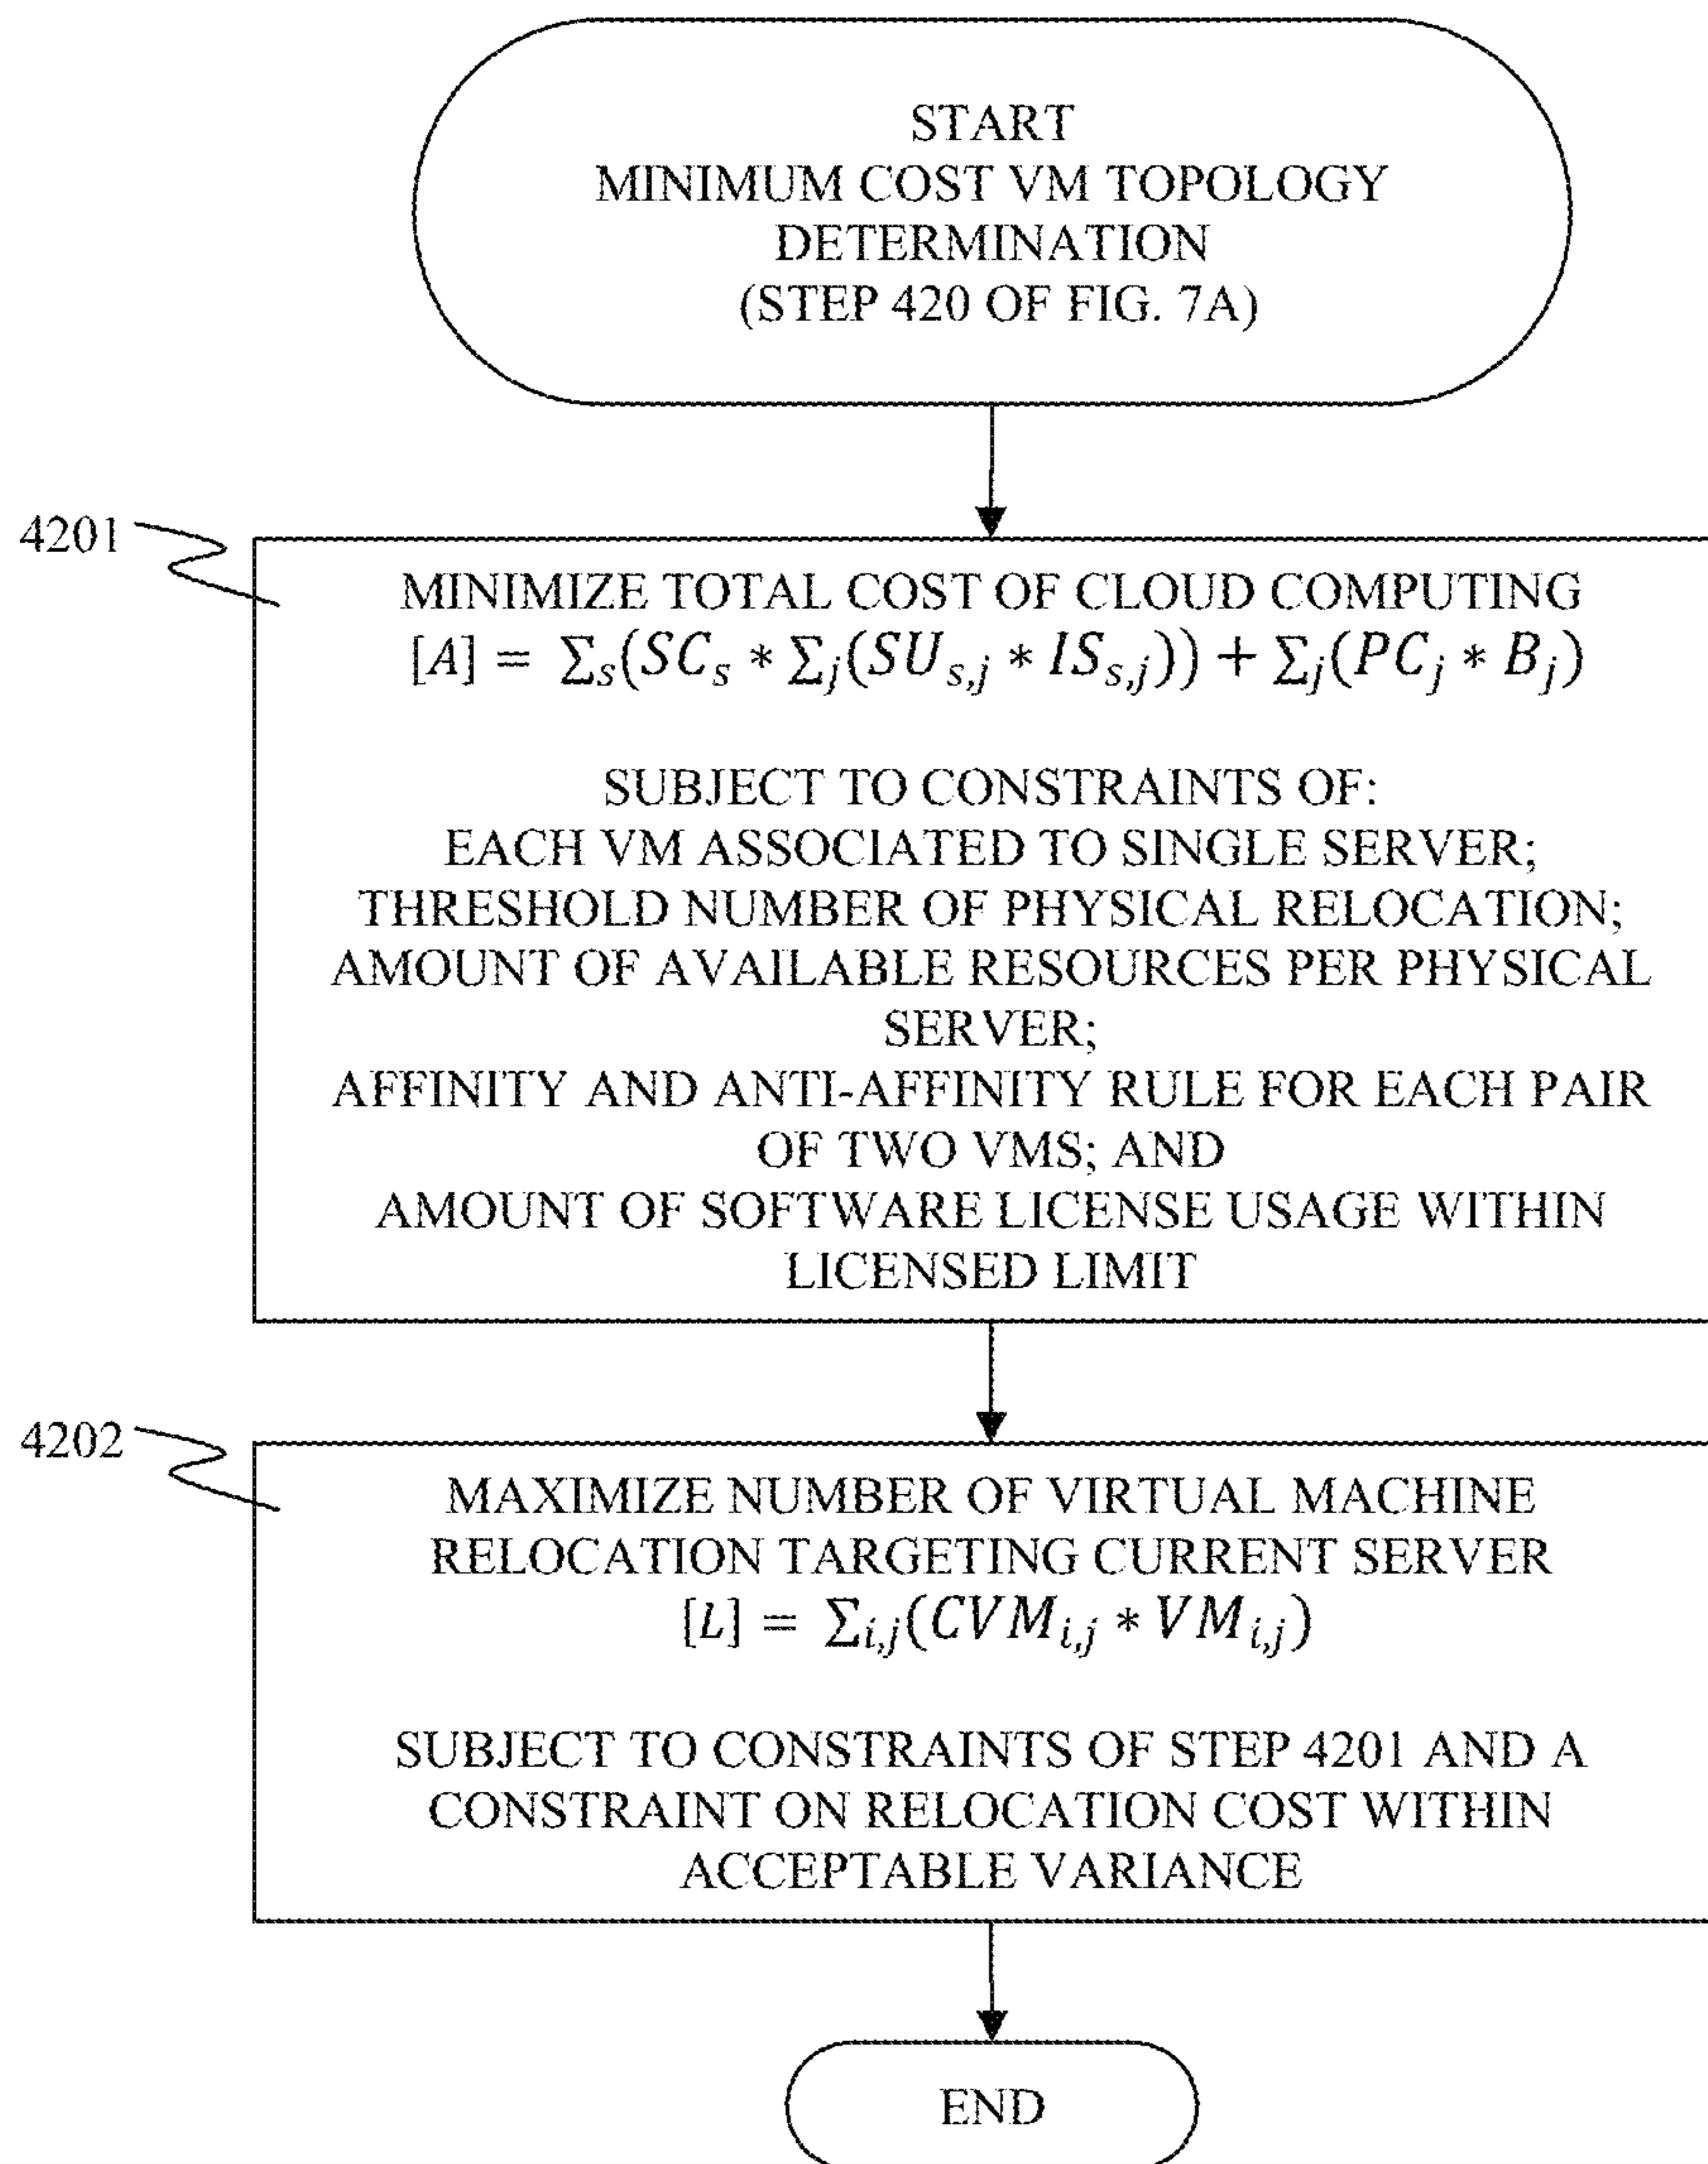 START
MINIMUM COST VM TOPOLOGY
DETERMINATION
(STEP 420 OF FIG. 7A)
4201
MINIMIZE TOTAL COST OF CLOUD COMPUTING
[A] = ∑s(SCs * ∑j(SUs,j * ISs,j)) + ∑j(PCj * Bj)
SUBJECT TO CONSTRAINTS OF:
EACH VM ASSOCIATED TO SINGLE SERVER;
THRESHOLD NUMBER OF PHYSICAL RELOCATION;
AMOUNT OF AVAILABLE RESOURCES PER PHYSICAL
SERVER;
AFFINITY AND ANTI-AFFINITY RULE FOR EACH PAIR
OF TWO VMS; AND
AMOUNT OF SOFTWARE LICENSE USAGE WITHIN
LICENSED LIMIT
4202
MAXIMIZE NUMBER OF VIRTUAL MACHINE
RELOCATION TARGETING CURRENT SERVER
[L] = ∑i,j(CVMi,j * VMi,j)
SUBJECT TO CONSTRAINTS OF STEP 4201 AND A
CONSTRAINT ON RELOCATION COST WITHIN
ACCEPTABLE VARIANCE
END